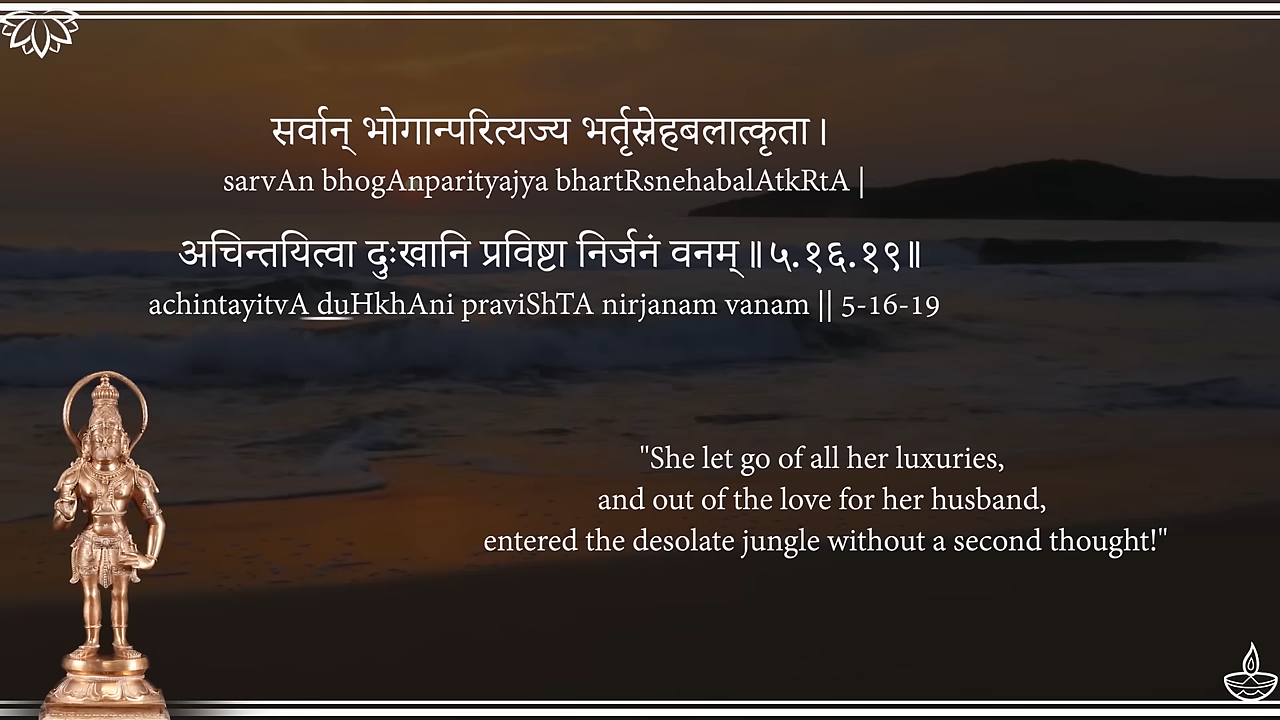 सर्वान् भोगान्परित्यज्य भर्तृस्नेहबलात्कृता ।
sarvAn bhogAnparityajya bhartRsnehabalAtkRtA |
अचिन्तयित्वा दुःखानि प्रविष्टा निर्जनं वनम् ॥ ५.१६.१९॥
achintayitvA duHkhAni praviShTA nirjanam vanam || 5-16-19
"She let go of all her luxuries,
and out of the love for her husband,
entered the desolate jungle without a second thought!"